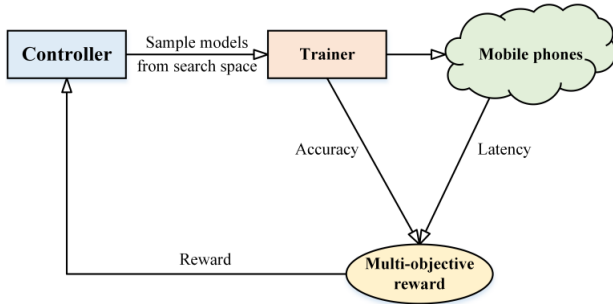 Controller
Sample models
from search space
Trainer
Mobile phones
Accuracy
Latency
Reward
Multi-objective
reward